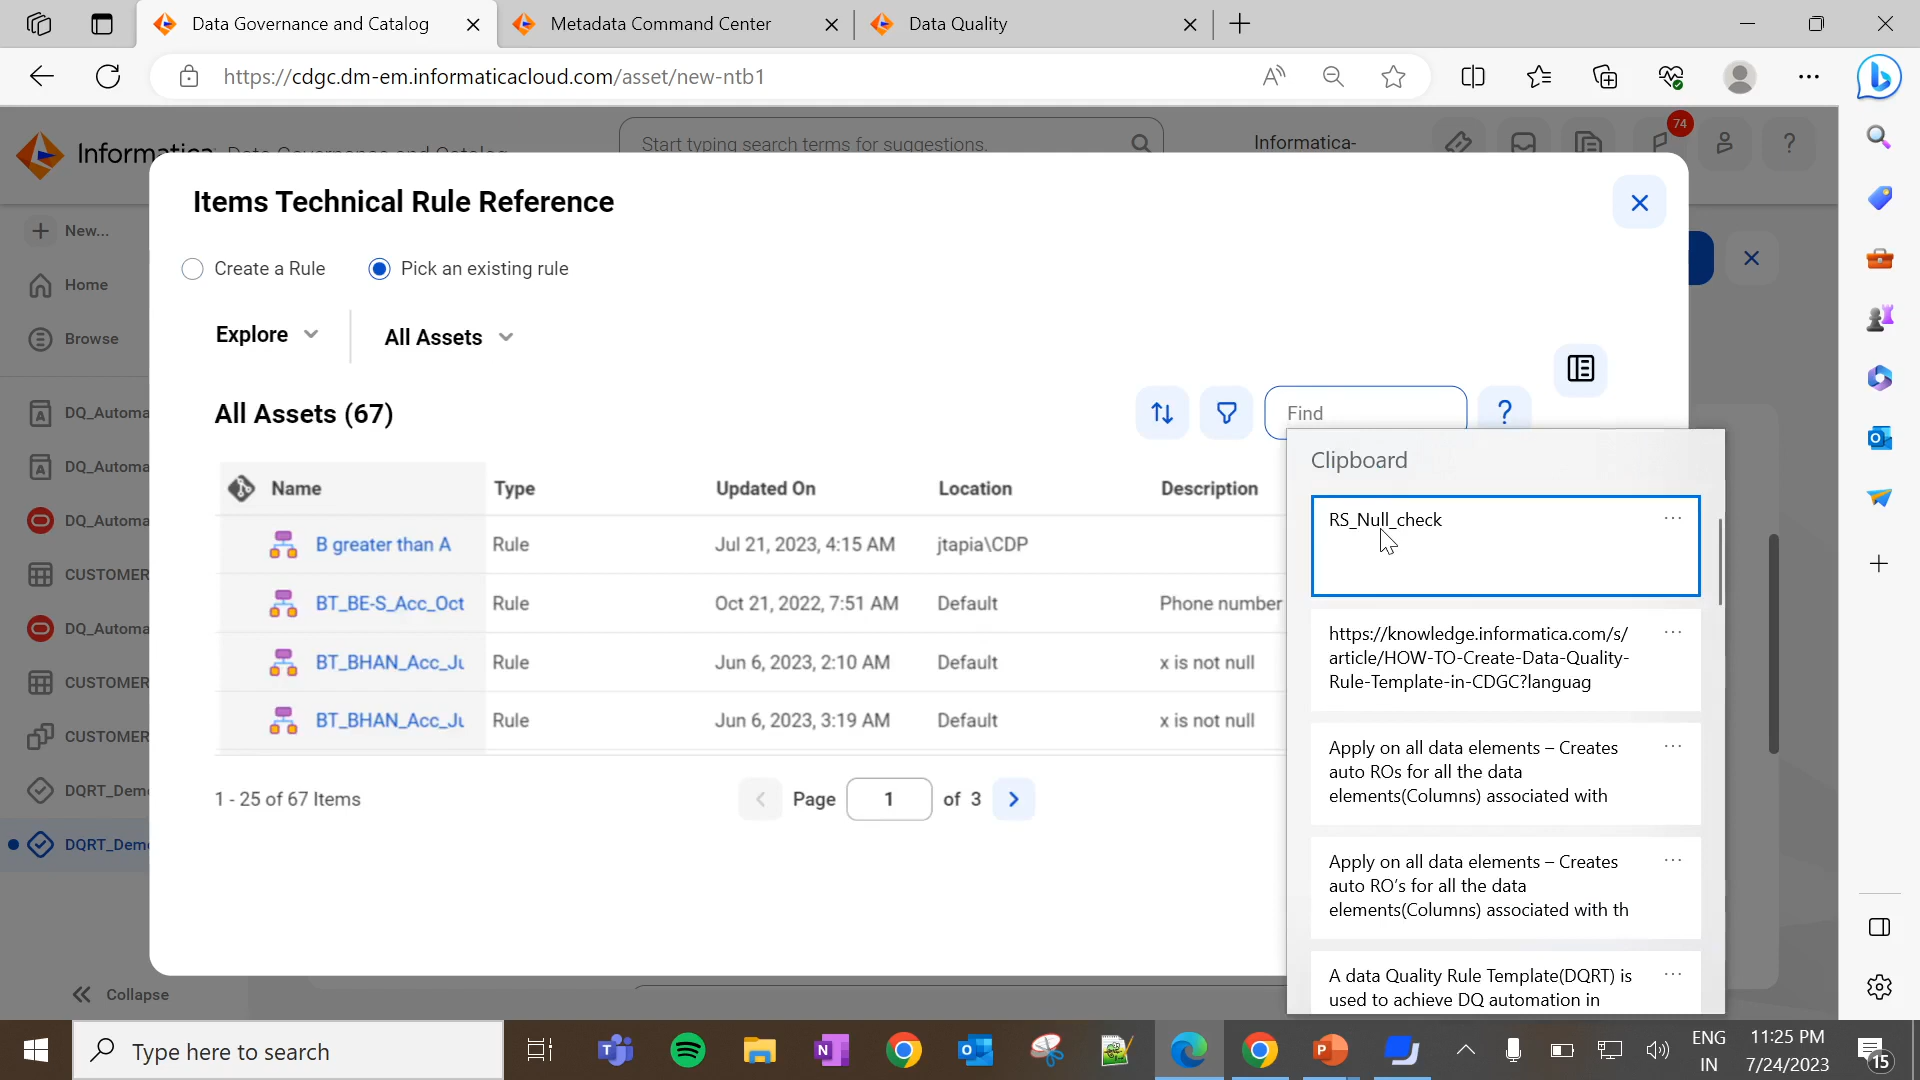 Data Governance and Catalog
Metadata Command Center
Data Quality
https://cdgc.dm-em.informaticacloud.com/asset/new-ntb1
Informatica
Data Governance and Catalog
Start typing search terms for suggestions.
Informatica-
74
New...
Home
Browse
DQ_Automa
DQ_Automa
DQ_Automa
CUSTOMER
DQ_Automa
CUSTOMER
CUSTOMER
DQRT_Dem
DQRT_Dem
Collapse
Items Technical Rule Reference
Create a Rule
Pick an existing rule
Explore
All Assets
All Assets (67)
Find
?
Name Type Updated On Location Description
B greater than A Rule Jul 21, 2023, 4:15 AM jtapia\CDP
BT_BE-S_Acc_Oct Rule Oct 21, 2022, 7:51 AM Default Phone number
BT_BHAN_Acc_Ju Rule Jun 6, 2023, 2:10 AM Default x is not null
BT_BHAN_Acc_Ju Rule Jun 6, 2023, 3:19 AM Default x is not null
1 - 25 of 67 Items
Page 1 of 3
Clipboard
RS_Null_check
https://knowledge.informatica.com/s/
article/HOW-TO-Create-Data-Quality-
Rule-Template-in-CDGC?languag
Apply on all data elements – Creates
auto ROs for all the data
elements(Columns) associated with
Apply on all data elements – Creates
auto RO's for all the data
elements(Columns) associated with th
A data Quality Rule Template(DQRT) is
used to achieve DQ automation in
Type here to search
ENG
IN
11:25 PM
7/24/2023
15